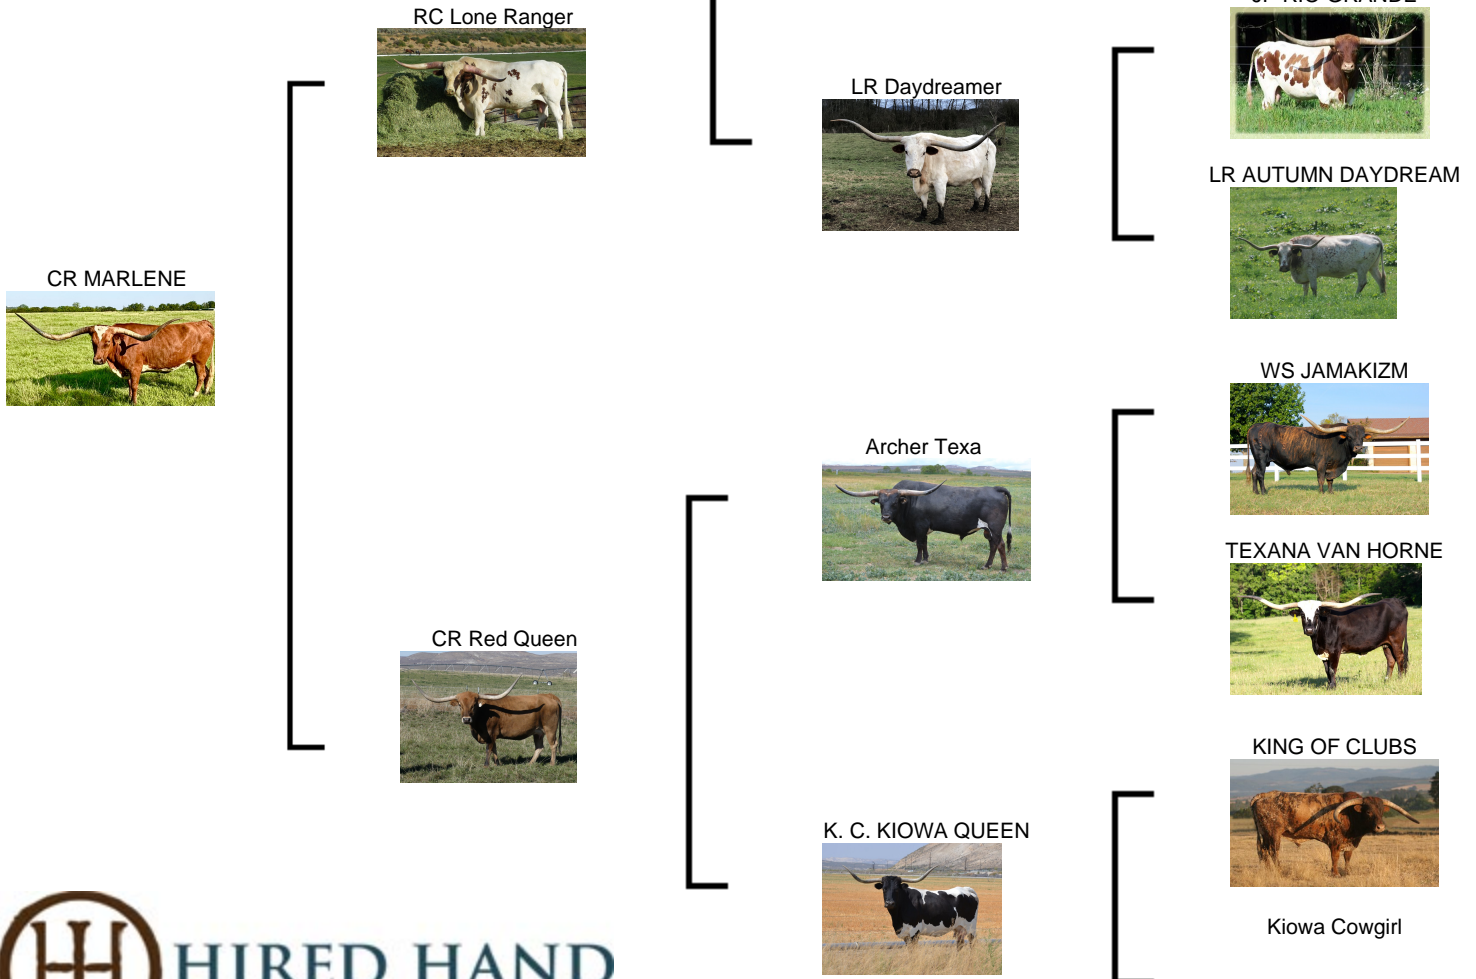 RC Lone Ranger
LR Daydreamer
LR AUTUMN DAYDREAM
CR MARLENE
WS JAMAKIZM
Archer Texa
TEXANA VAN HORNE
CR Red Queen
KING OF CLUBS
K. C. KIOWA QUEEN
Kiowa Cowgirl
HIRED HAND